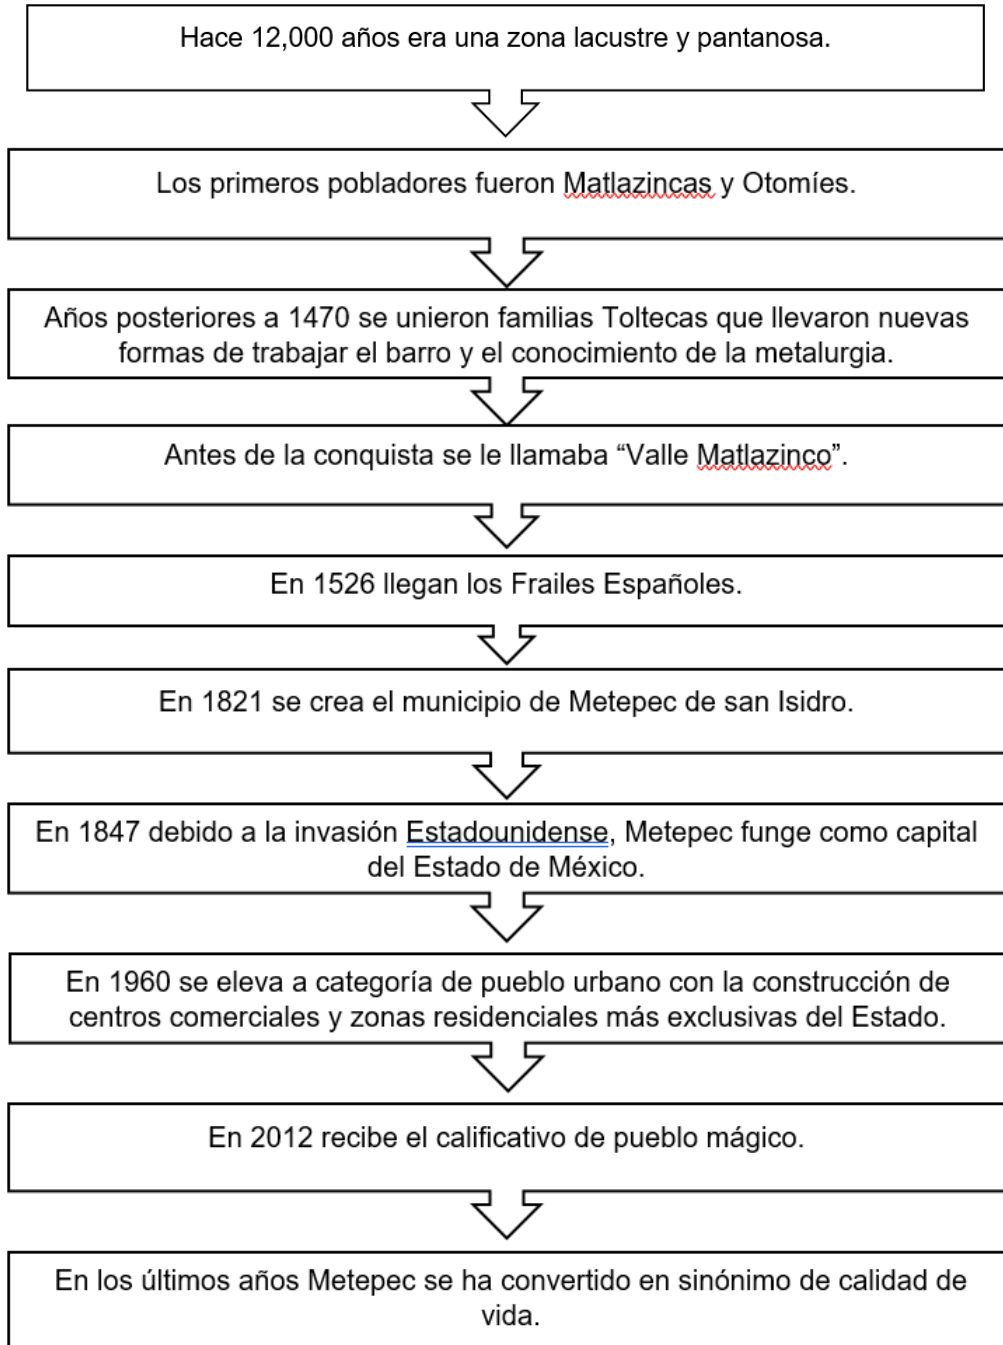 Hace 12,000 años era una zona lacustre y pantanosa.
Los primeros pobladores fueron Matlazincas y Otomíes.
Años posteriores a 1470 se unieron familias Toltecas que llevaron nuevas
formas de trabajar el barro y el conocimiento de la metalurgia.
Antes de la conquista se le llamaba “Valle Matlazinco”.
En 1526 llegan los Frailes Españoles.
En 1821 se crea el municipio de Metepec de san Isidro.
En 1847 debido a la invasión Estadounidense, Metepec funge como capital
del Estado de México.
En 1960 se eleva a categoría de pueblo urbano con la construcción de
centros comerciales y zonas residenciales más exclusivas del Estado.
En 2012 recibe el calificativo de pueblo mágico.
En los últimos años Metepec se ha convertido en sinónimo de calidad de
vida.